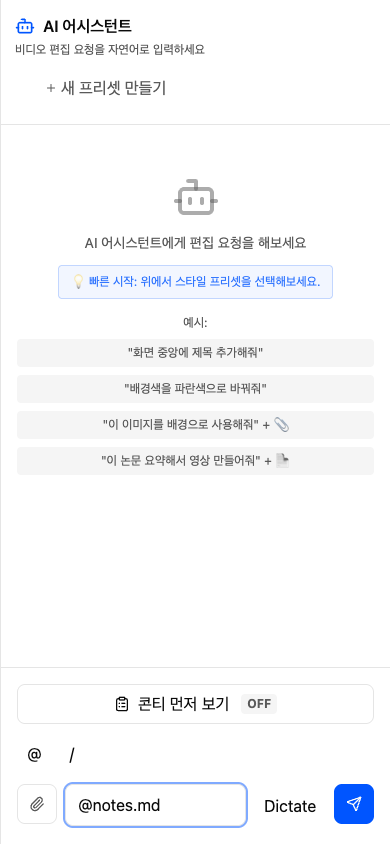 AI 어시스턴트
비디오 편집 요청을 자연어로 입력하세요
+ 새 프리셋 만들기
AI 어시스턴트에게 편집 요청을 해보세요
💡 빠른 시작: 위에서 스타일 프리셋을 선택해보세요.
예시:
"화면 중앙에 제목 추가해줘"
"배경색을 파란색으로 바꿔줘"
"이 이미지를 배경으로 사용해줘" + 📎
"이 논문 요약해서 영상 만들어줘" + 📄
콘티 먼저 보기 OFF
@ /
@notes.md Dictate